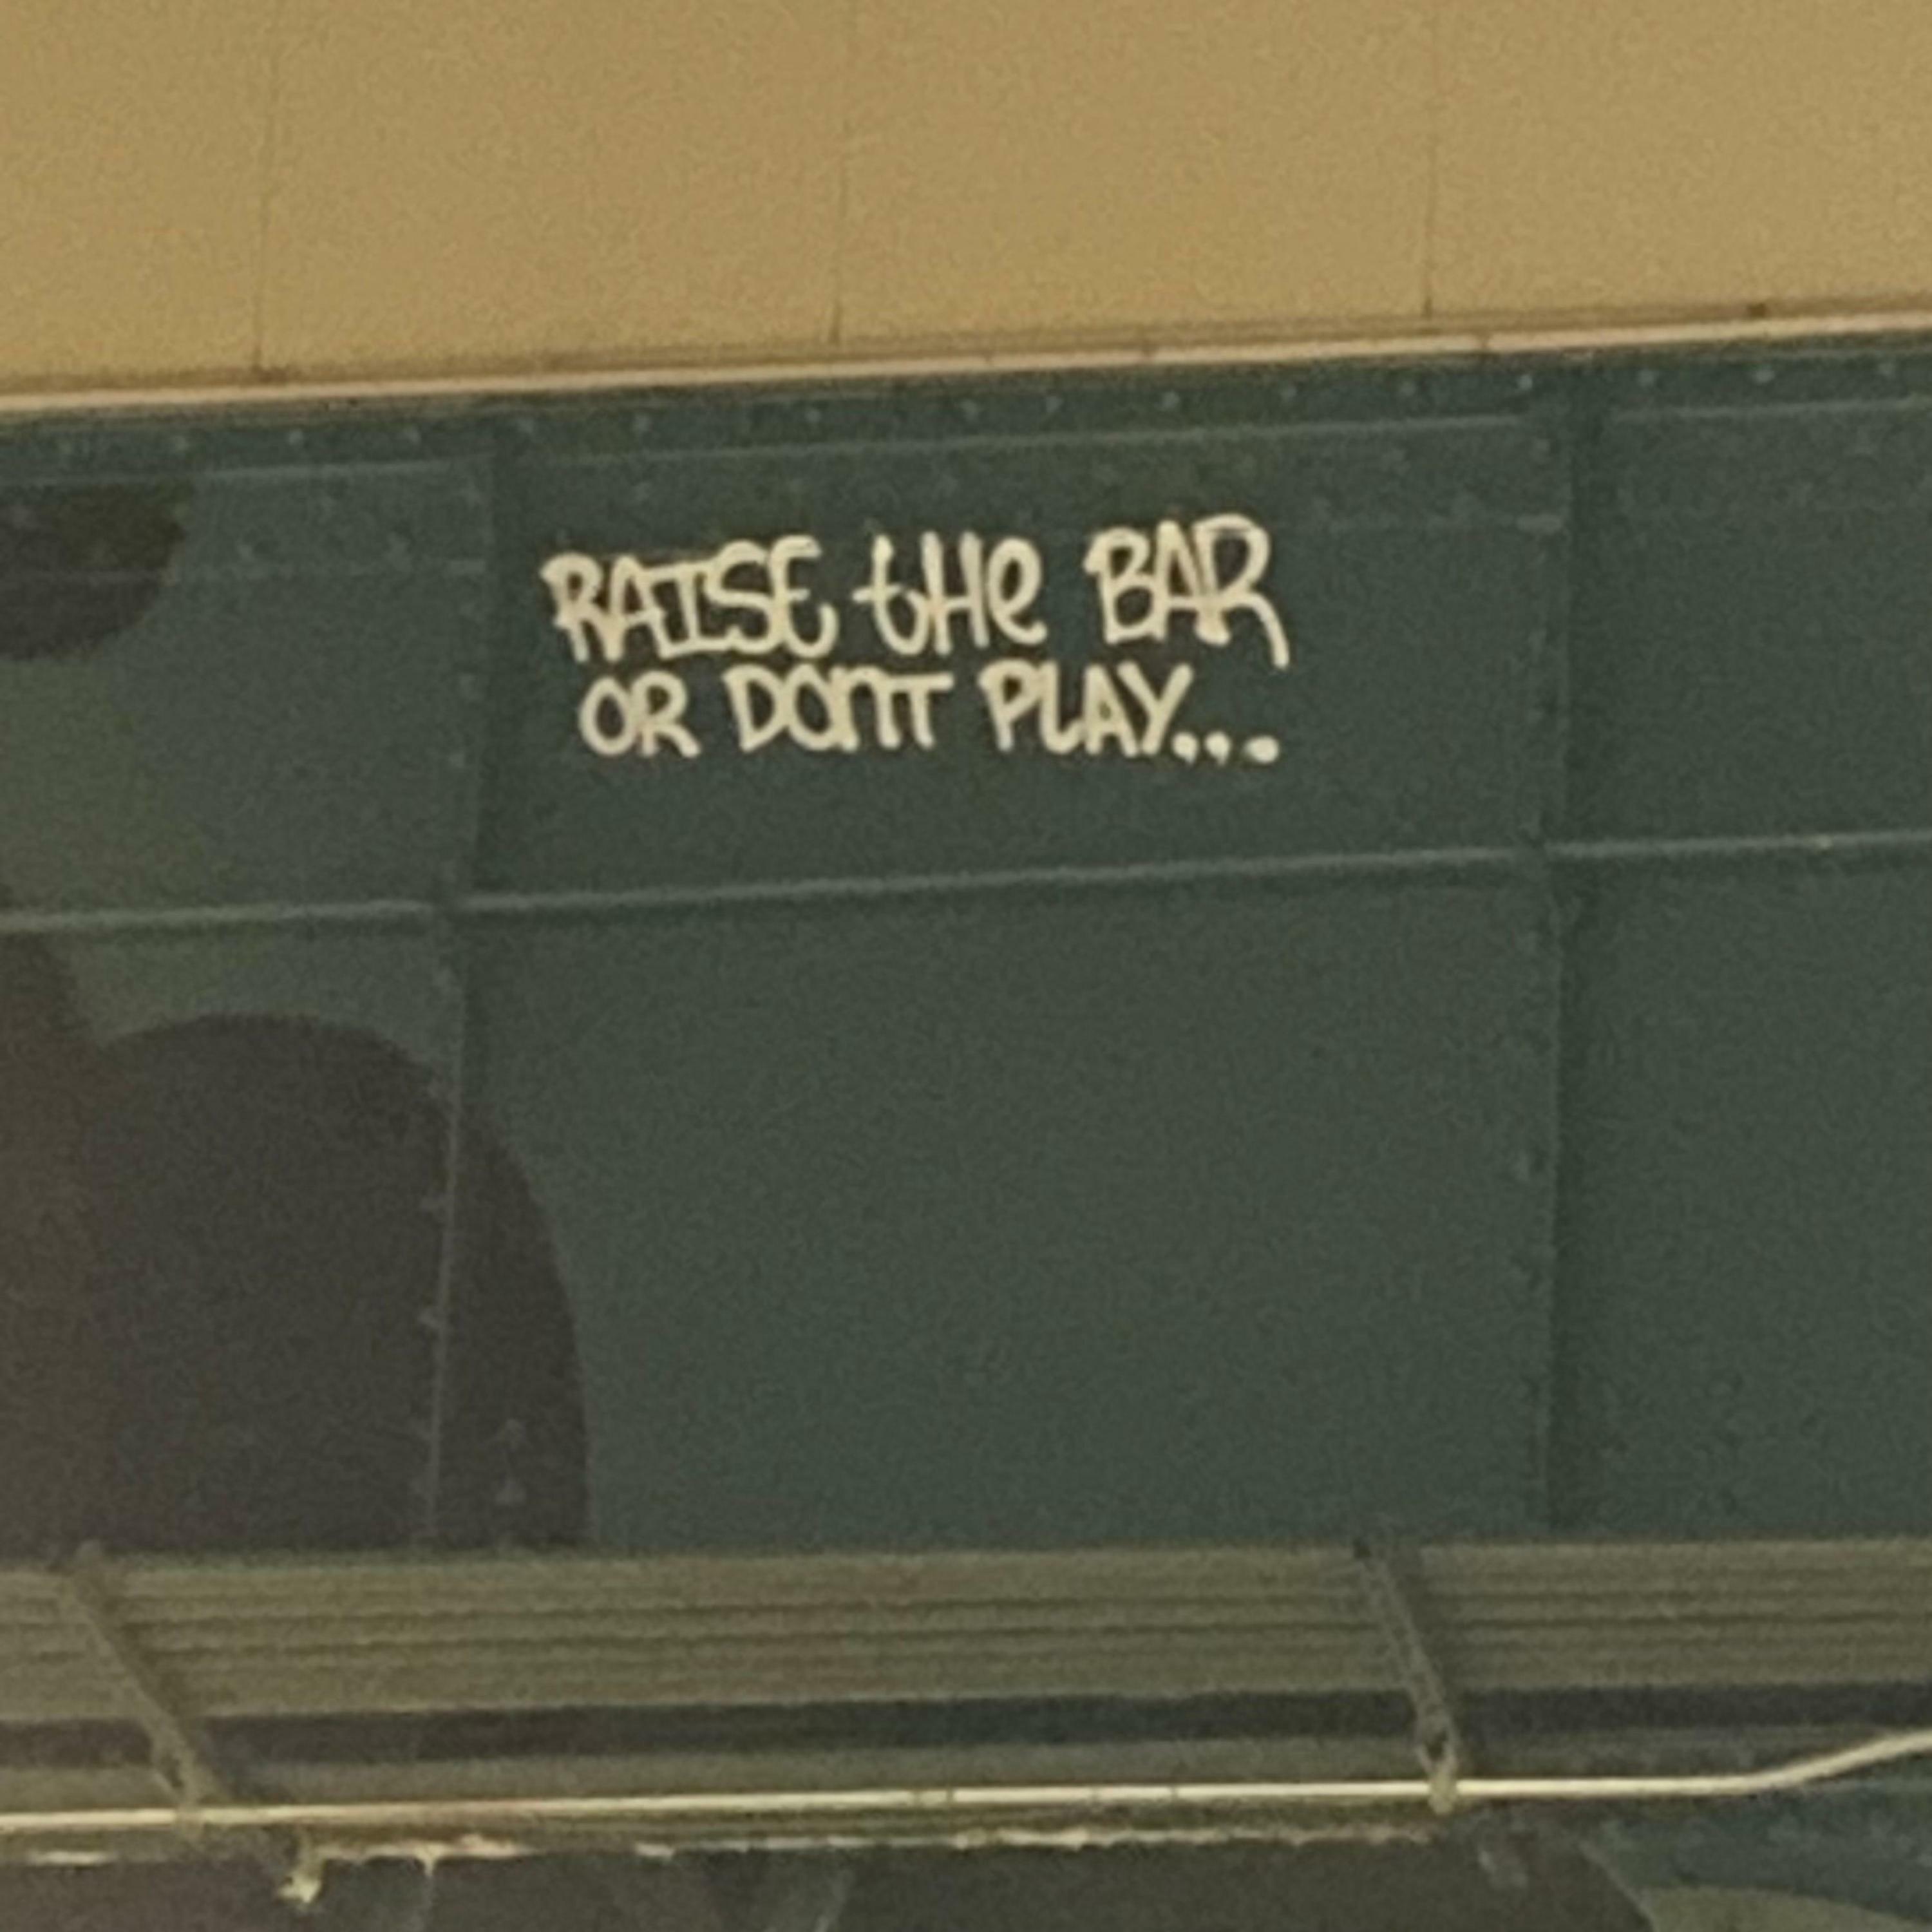 RAISE tHe BAR
OR DONT PLAY...